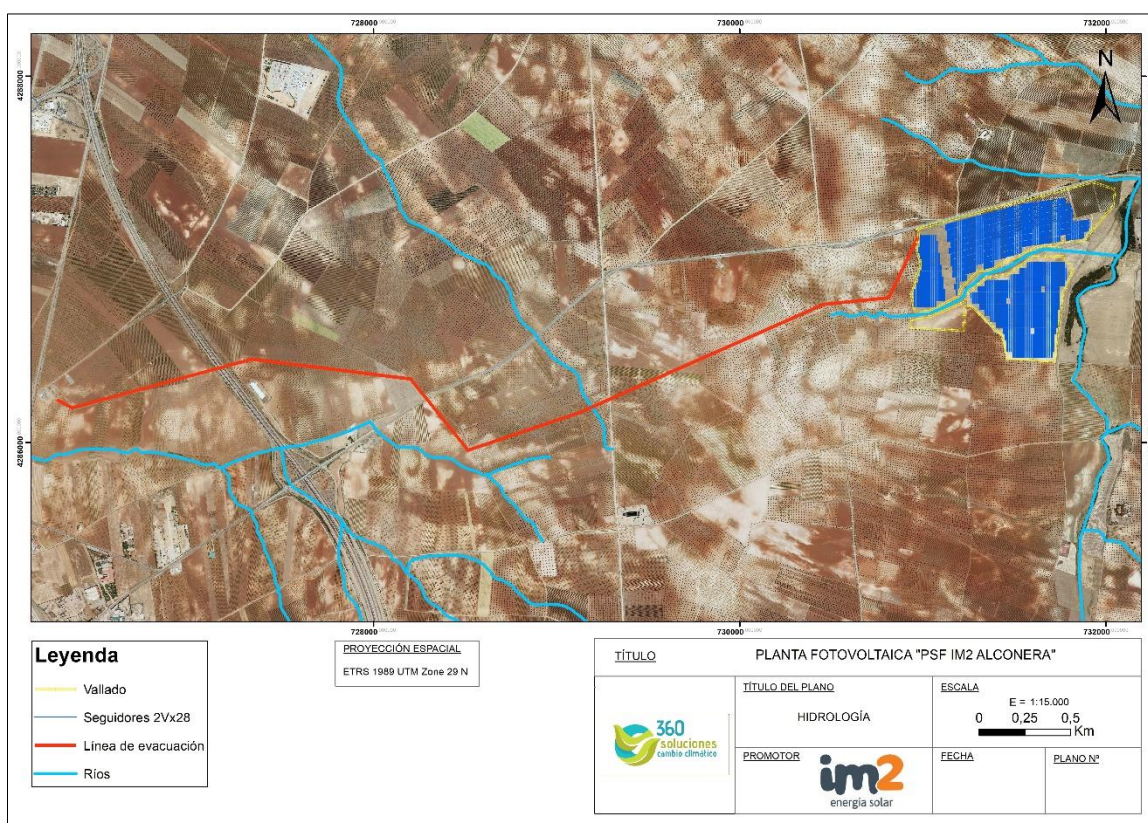 728000
730000
732000
4288000
4286000
N
728000
730000
732000
Leyenda
Vallado
Seguidores 2Vx28
Línea de evacuación
Ríos
PROYECCIÓN ESPACIAL
ETRS 1989 UTM Zone 29 N
TÍTULO
PLANTA FOTOVOLTAICA "PSF IM2 ALCONERA"
360
soluciones
cambio climático
TÍTULO DEL PLANO
HIDROLOGÍA
ESCALA
E = 1:15.000
0 0,25 0,5
Km
PROMOTOR
im2
energía solar
FECHA
PLANO Nº